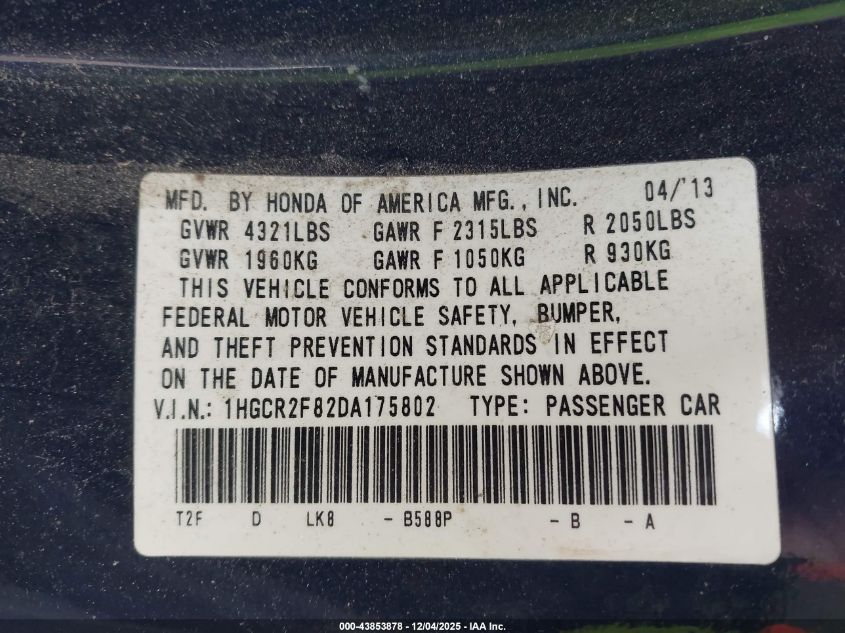 MFD. BY HONDA OF AMERICA MFG., INC. 04/'13
GVWR 4321LBS GAWR F 2315LBS R 2050LBS
GVWR 1960KG GAWR F 1050KG R 930KG
THIS VEHICLE CONFORMS TO ALL APPLICABLE
FEDERAL MOTOR VEHICLE SAFETY, BUMPER,
AND THEFT PREVENTION STANDARDS IN EFFECT
ON THE DATE OF MANUFACTURE SHOWN ABOVE.
V.I.N.: 1HGCR2F82DA175802 TYPE: PASSENGER CAR
T2F D LK8 - B588P - B - A
000-43853878 - 12/04/2025 - IAA Inc.